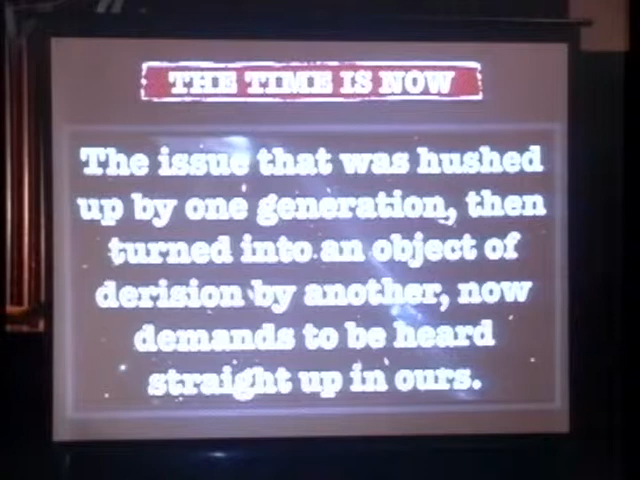 THE TIME IS NOW
The issue that was hushed
up by one generation, then
turned into an object of
derision by another, now
demands to be heard
straight up in ours.